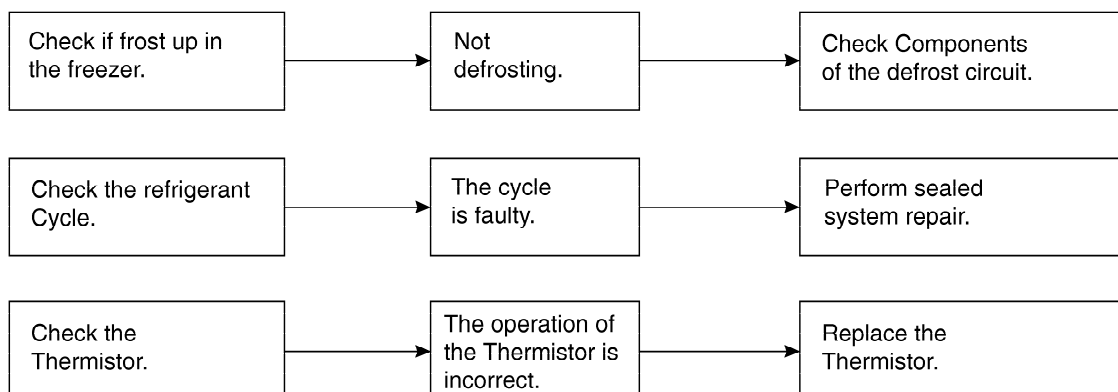 Check if frost up in
the freezer.
Not
defrosting.
Check Components
of the defrost circuit.
Check the refrigerant
Cycle.
The cycle
is faulty.
Perform sealed
system repair.
Check the
Thermistor.
The operation of
the Thermistor is
incorrect.
Replace the
Thermistor.